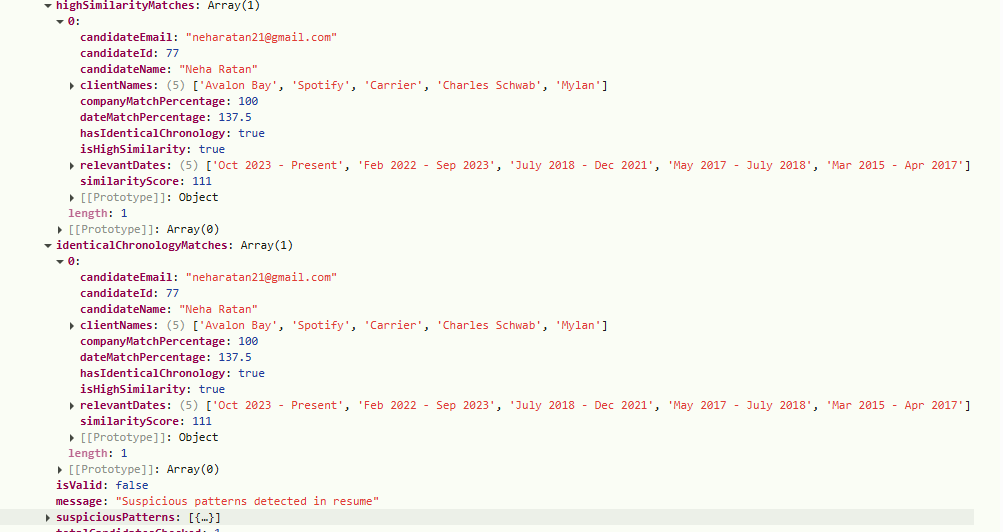 highSimilarityMatches: Array(1)
0:
candidateEmail: "neharatan21@gmail.com"
candidateId: 77
candidateName: "Neha Ratan"
clientNames: (5) ['Avalon Bay', 'Spotify', 'Carrier', 'Charles Schwab', 'Mylan']
companyMatchPercentage: 100
dateMatchPercentage: 137.5
hasIdenticalChronology: true
isHighSimilarity: true
relevantDates: (5) ['Oct 2023 - Present', 'Feb 2022 - Sep 2023', 'July 2018 - Dec 2021', 'May 2017 - July 2018', 'Mar 2015 - Apr 2017']
similarityScore: 111
[[Prototype]]: Object
length: 1
[[Prototype]]: Array(0)
identicalChronologyMatches: Array(1)
0:
candidateEmail: "neharatan21@gmail.com"
candidateId: 77
candidateName: "Neha Ratan"
clientNames: (5) ['Avalon Bay', 'Spotify', 'Carrier', 'Charles Schwab', 'Mylan']
companyMatchPercentage: 100
dateMatchPercentage: 137.5
hasIdenticalChronology: true
isHighSimilarity: true
relevantDates: (5) ['Oct 2023 - Present', 'Feb 2022 - Sep 2023', 'July 2018 - Dec 2021', 'May 2017 - July 2018', 'Mar 2015 - Apr 2017']
similarityScore: 111
[[Prototype]]: Object
length: 1
[[Prototype]]: Array(0)
isValid: false
message: "Suspicious patterns detected in resume"
suspiciousPatterns: [{…}]
totalCandidatesChecked: 1